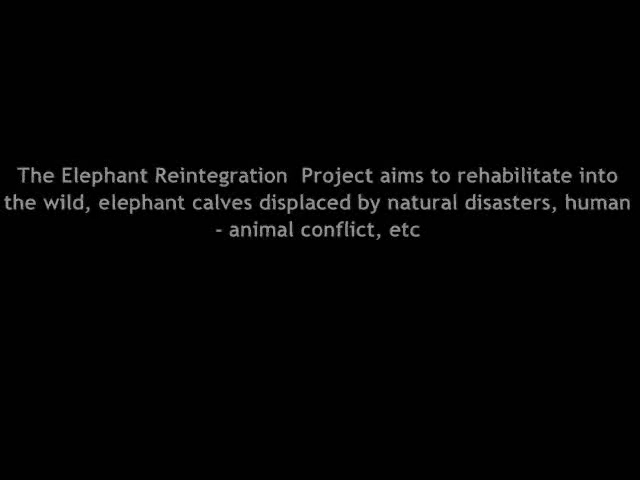 The Elephant Reintegration  Project aims to rehabilitate into
the wild, elephant calves displaced by natural disasters, human
- animal conflict, etc